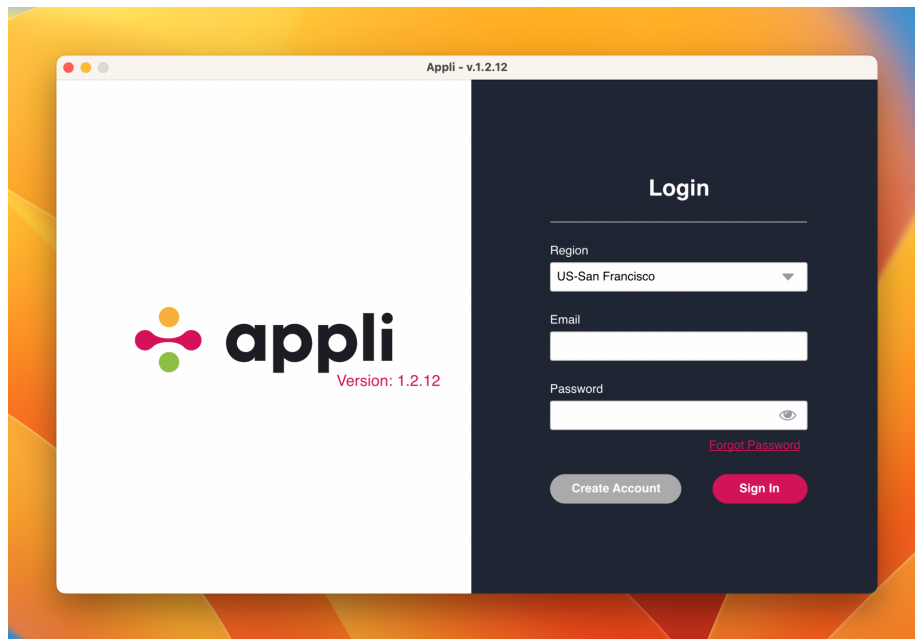 Appli - v.1.2.12
appli
Version: 1.2.12
Login
Region
US-San Francisco
Email
Password
Forgot Password
Create Account
Sign In